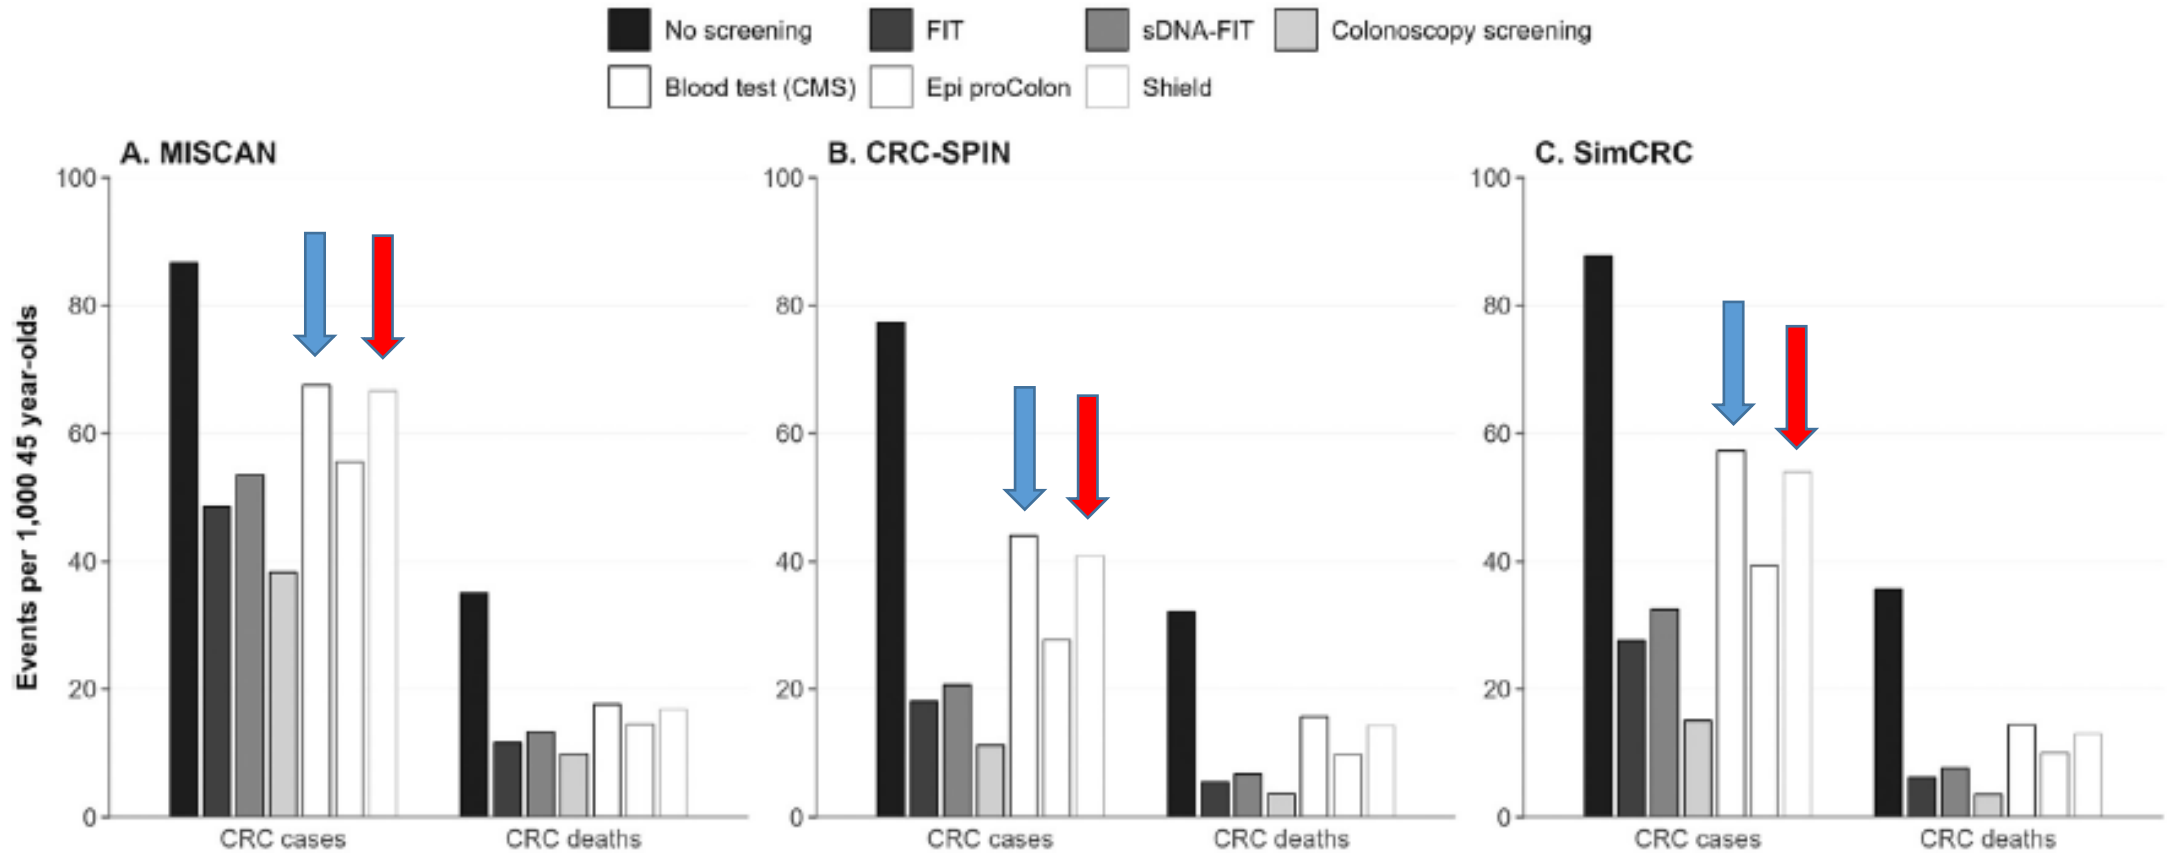 No screening FIT sDNA-FIT Colonoscopy screening
Blood test (CMS) Epi proColon Shield
Events per 1,000 45 year-olds
A. MISCAN
100
80
60
40
20
0
CRC cases CRC deaths
B. CRC-SPIN
100
80
60
40
20
0
CRC cases CRC deaths
C. SimCRC
100
80
60
40
20
0
CRC cases CRC deaths